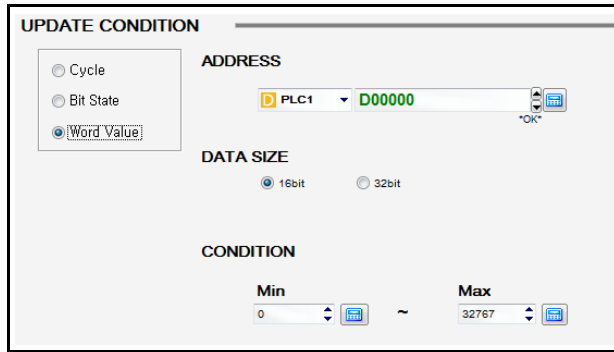 UPDATE CONDITION
Cycle
Bit State
Word Value
ADDRESS
D PLC1 D00000
*OK*
DATA SIZE
16bit 32bit
CONDITION
Min Max
0 ~ 32767